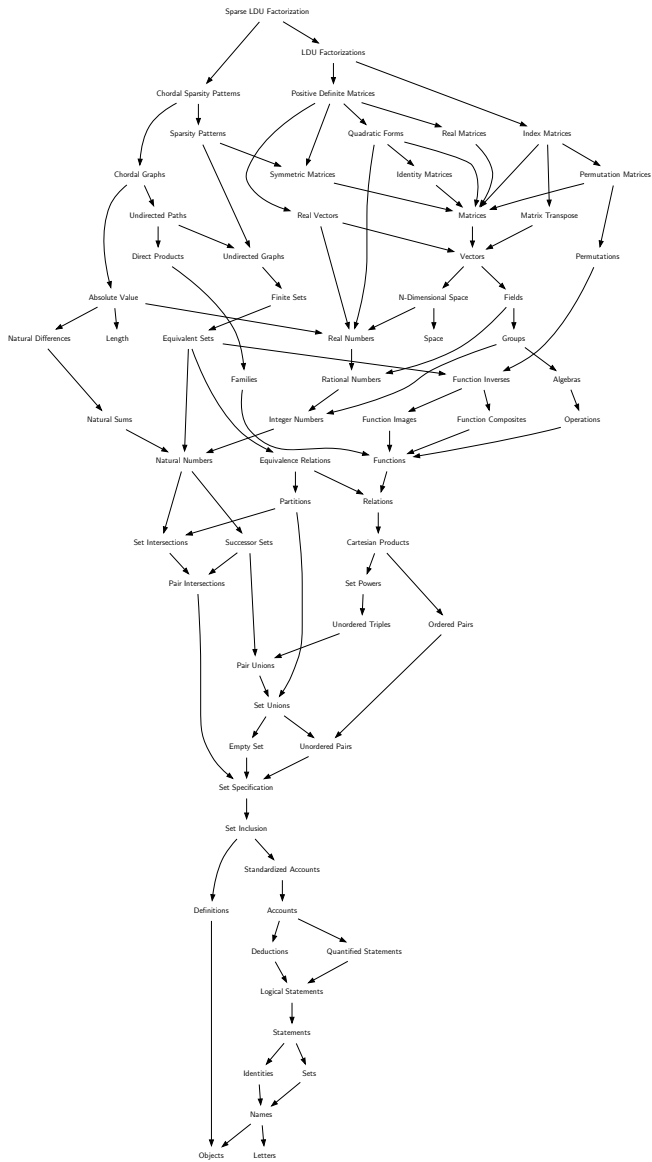 Sparse LDU Factorization
LDU Factorizations
Chordal Sparsity Patterns
Positive Definite Matrices
Sparsity Patterns
Quadratic Forms
Real Matrices
Index Matrices
Chordal Graphs
Symmetric Matrices
Identity Matrices
Permutation Matrices
Undirected Paths
Real Vectors
Matrices
Matrix Transpose
Direct Products
Undirected Graphs
Vectors
Permutations
Absolute Value
Finite Sets
N-Dimensional Space
Fields
Natural Differences
Length
Equivalent Sets
Real Numbers
Space
Groups
Families
Rational Numbers
Function Inverses
Algebras
Natural Sums
Integer Numbers
Function Images
Function Composites
Operations
Natural Numbers
Equivalence Relations
Functions
Partitions
Relations
Set Intersections
Successor Sets
Cartesian Products
Pair Intersections
Set Powers
Unordered Triples
Ordered Pairs
Pair Unions
Set Unions
Empty Set
Unordered Pairs
Set Specification
Set Inclusion
Standardized Accounts
Definitions
Accounts
Deductions
Quantified Statements
Logical Statements
Statements
Identities
Sets
Names
Objects
Letters